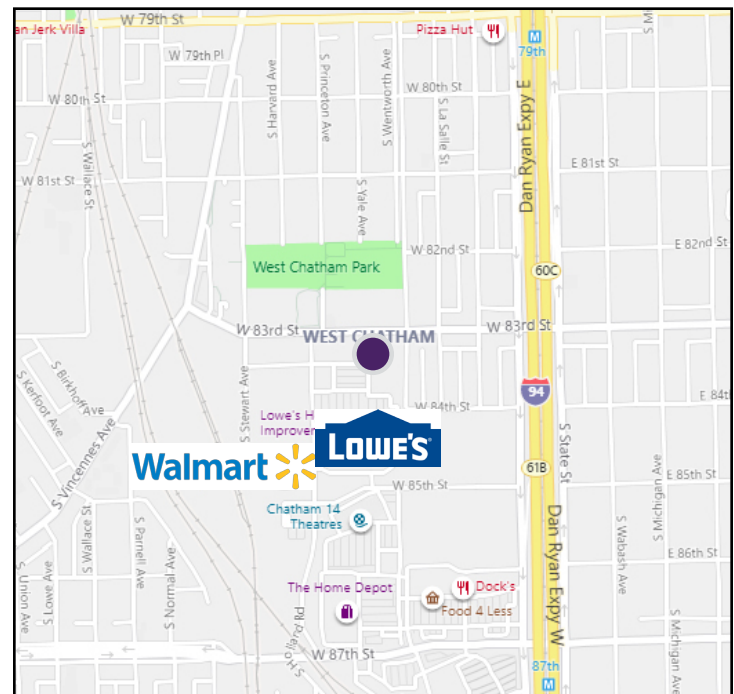 W 79th St
an Jerk Villa
Pizza Hut
79th
W 79th Pl
S Harvard Ave
S Princeton Ave
S Wentworth Ave
W 80th St
W 80th St
S La Salle St
Dan Ryan Expy E
S Wallace St
E 81st St
W 81st St
S Yale Ave
W 82nd St
E 82nd St
West Chatham Park
60C
W 83rd St
WEST CHATHAM
W 83rd St
S Birkhoff
Ave
S Kerfoot Ave
S Stewart Ave
94
E 84t
W 84th St
Lowe's H
Improve
LOWE'S
Walmart
S Vincennes Ave
61B
S State St
S Michigan Ave
E 85th St
W 85th St
Chatham 14
Theatres
S Wallace St
S Parnell Ave
S Normal Ave
S Union Ave
S Lowe Ave
Dan Ryan Expy W
S Wabash Ave
E 86th St
The Home Depot
Dock's
Food 4 Less
S Michigan Ave
W 87th St
87th